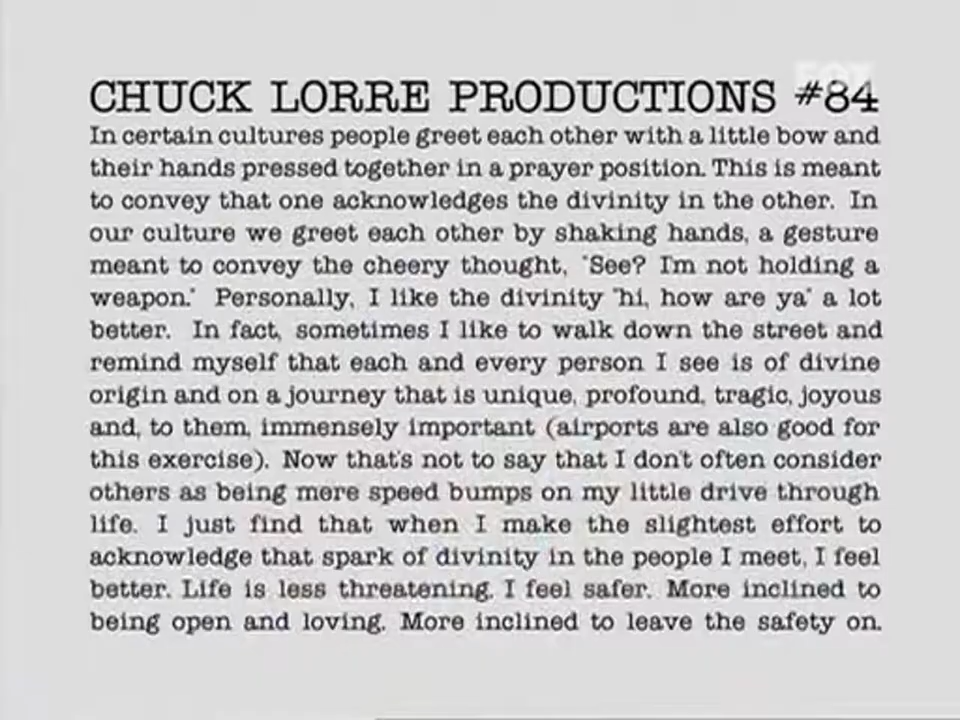 FOX
CHUCK LORRE PRODUCTIONS #84
In certain cultures people greet each other with a little bow and
their hands pressed together in a prayer position. This is meant
to convey that one acknowledges the divinity in the other. In
our culture we greet each other by shaking hands, a gesture
meant to convey the cheery thought, "See? I'm not holding a
weapon." Personally, I like the divinity "hi, how are ya" a lot
better. In fact, sometimes I like to walk down the street and
remind myself that each and every person I see is of divine
origin and on a journey that is unique, profound, tragic, joyous
and, to them, immensely important (airports are also good for
this exercise). Now that's not to say that I don't often consider
others as being mere speed bumps on my little drive through
life. I just find that when I make the slightest effort to
acknowledge that spark of divinity in the people I meet, I feel
better. Life is less threatening. I feel safer. More inclined to
being open and loving. More inclined to leave the safety on.